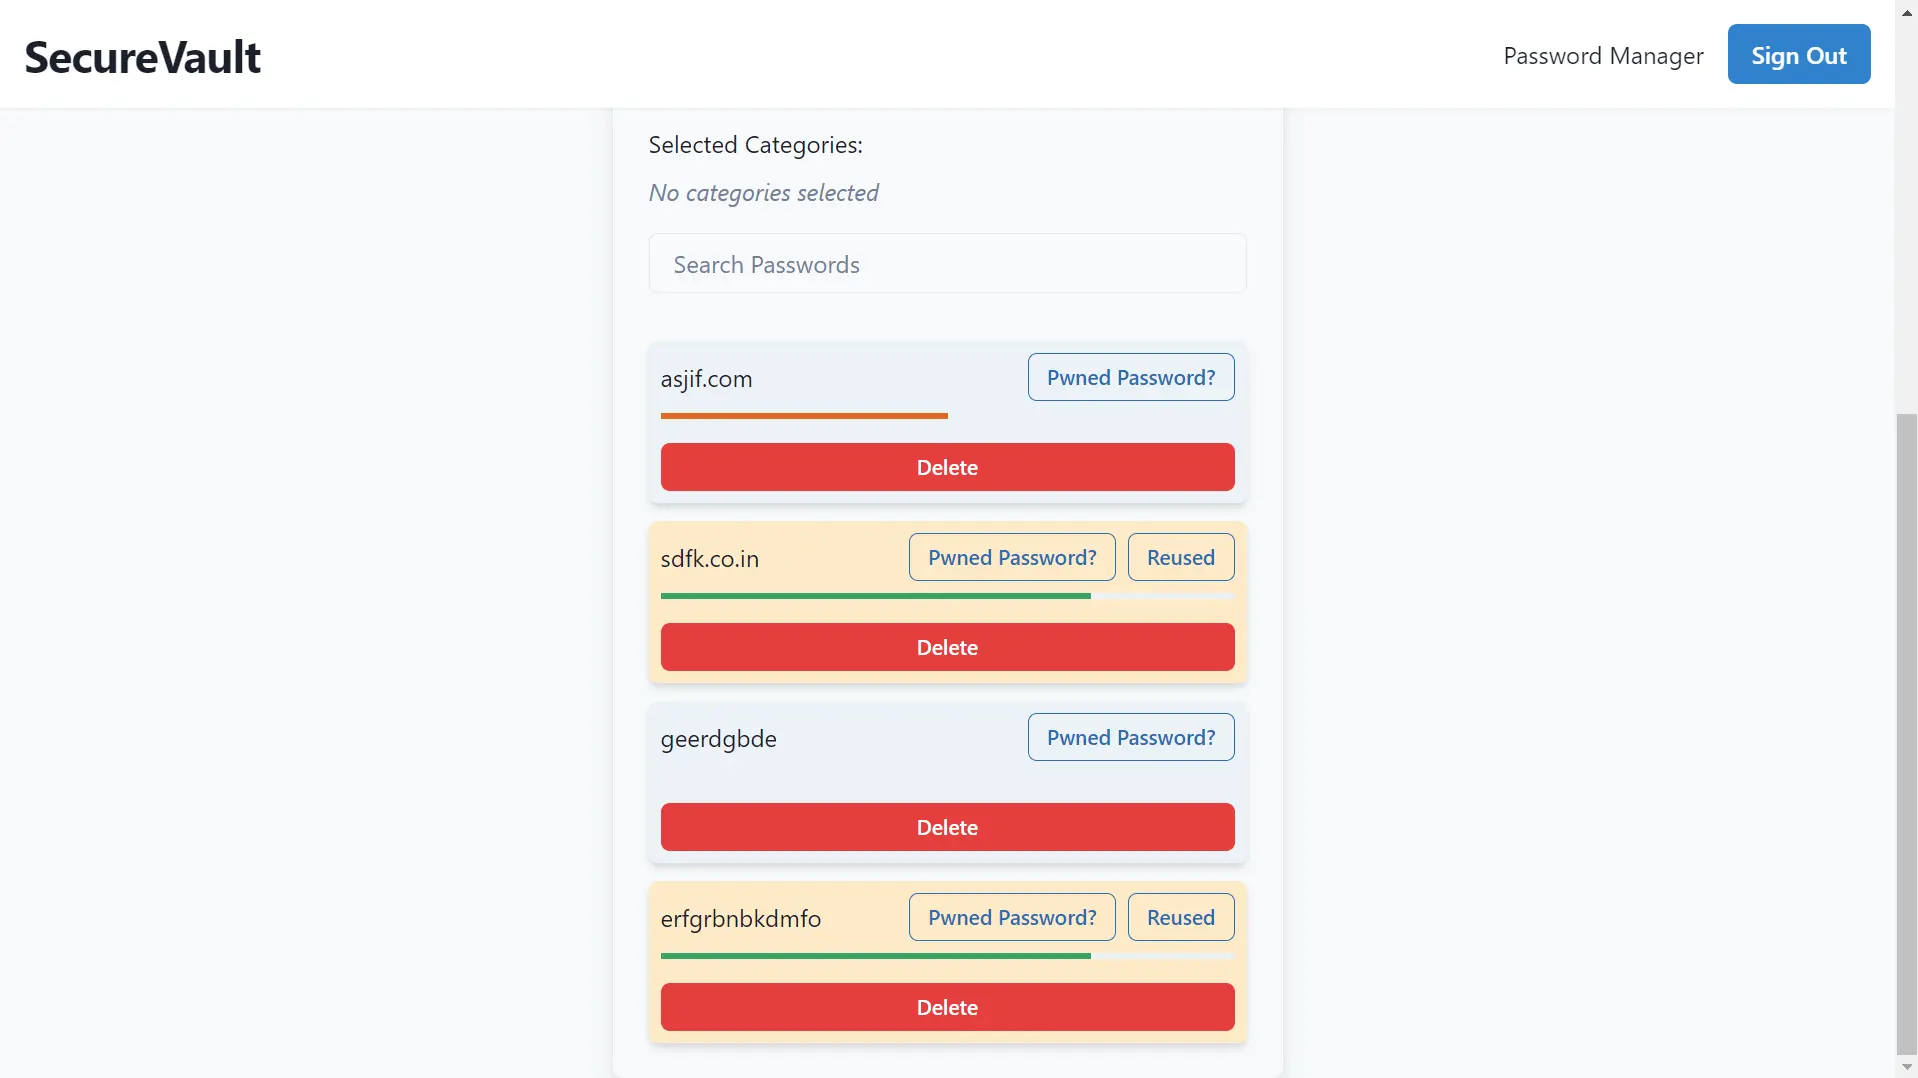 SecureVault
Password Manager
Sign Out
Selected Categories:
No categories selected
Search Passwords
asjif.com
Pwned Password?
Delete
sdfk.co.in
Pwned Password?
Reused
Delete
geerdgbde
Pwned Password?
Delete
erfgrbnbkdmfo
Pwned Password?
Reused
Delete